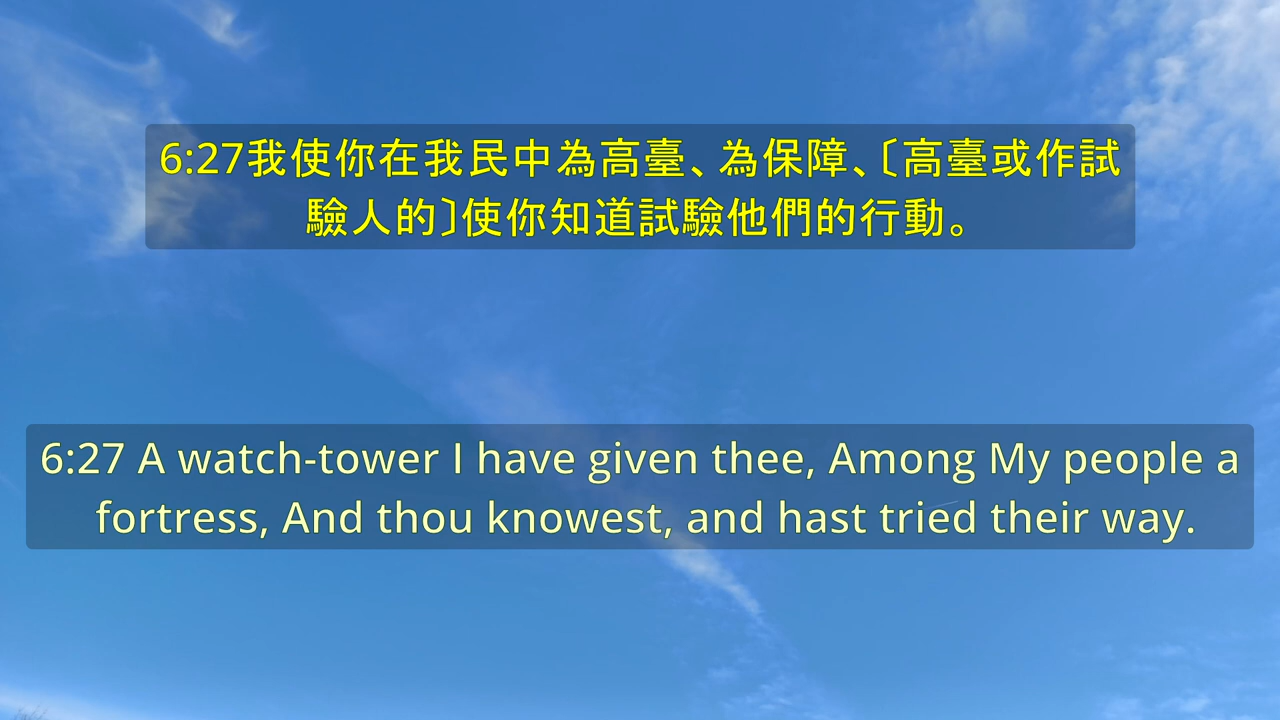 6:27我使你在我民中為高臺、為保障、〔高臺或作試
驗人的〕使你知道試驗他們的行動。
6:27 A watch-tower I have given thee, Among My people a
fortress, And thou knowest, and hast tried their way.